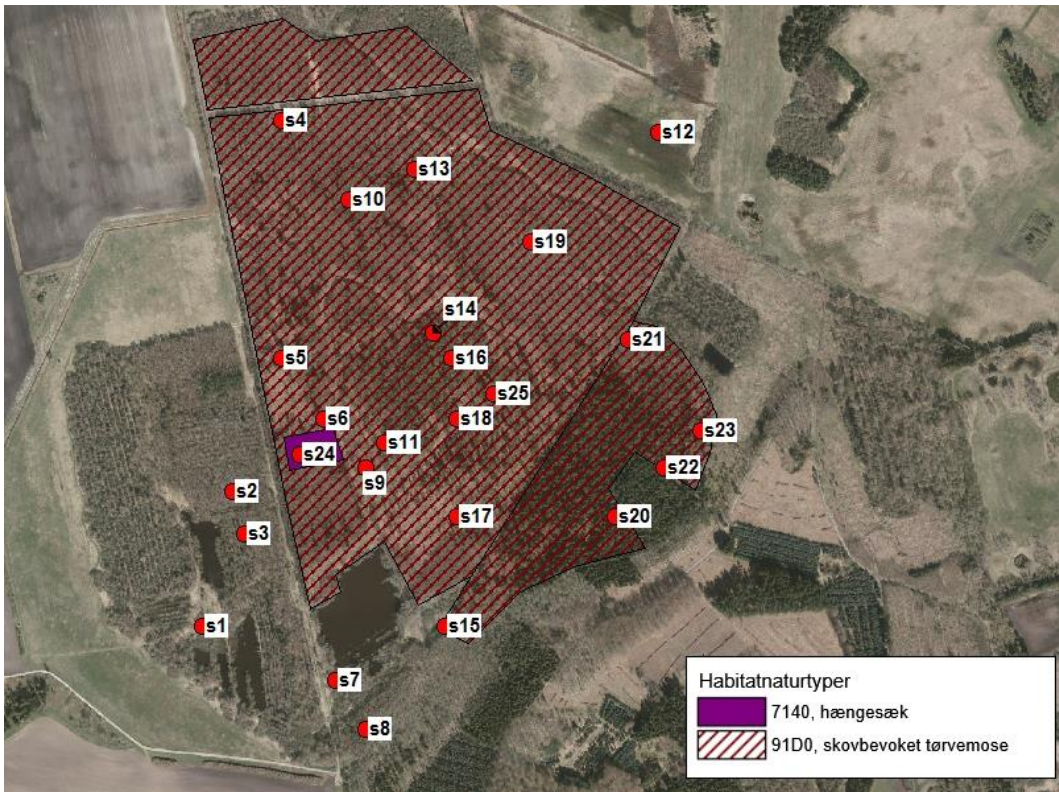 s4
s12
s13
s10
s19
s14
s21
s5
s16
s25
s6
s18
s23
s11
s24
s9
s22
s2
s17
s20
s3
s1
s15
s7
s8
Habitatnaturtyper
7140, hængesæk
91D0, skovbevoket tørvemose